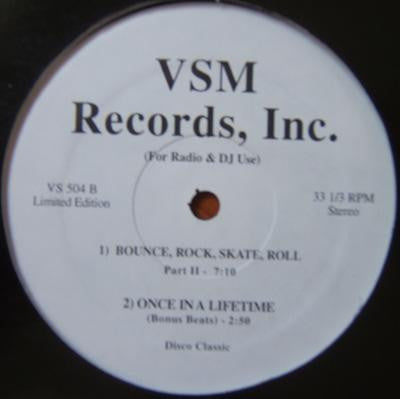 VSM
Records, Inc.
(For Radio & DJ Use)
VS 504 B
Limited Edition
33 1/3 RPM
Stereo
1) BOUNCE, ROCK, SKATE, ROLL
Part II - 7:10
2) ONCE IN A LIFETIME
(Bonus Beats) - 2:50
Disco Classic